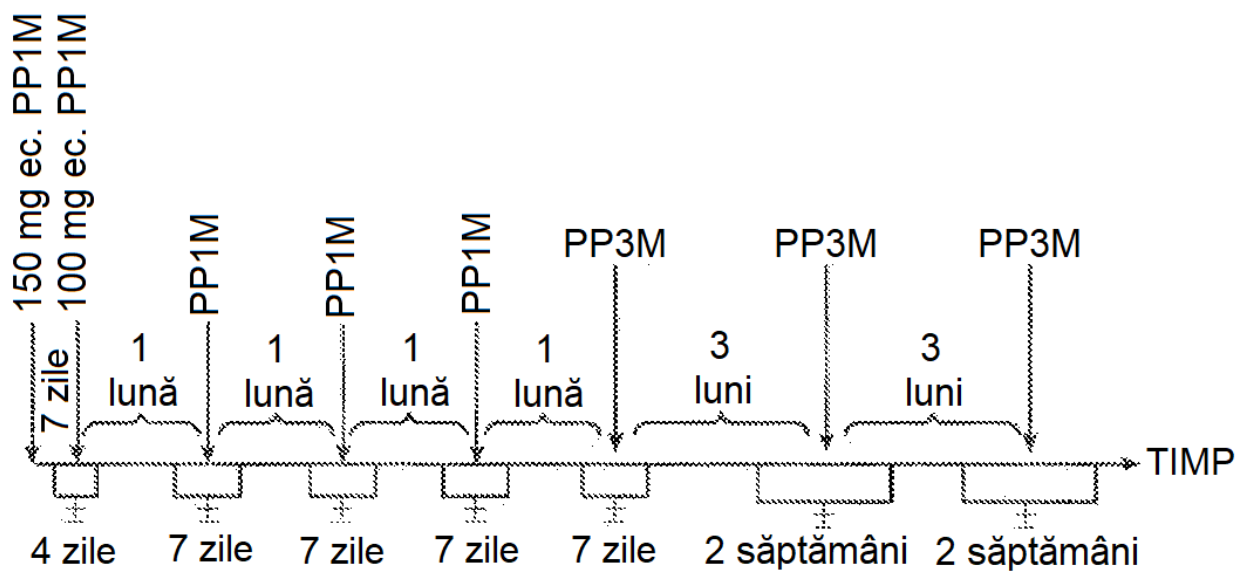 150 mg ec. PP1M
100 mg ec. PP1M
PP1M
PP1M
PP1M
PP3M
PP3M
PP3M
7 zile
1
lună
1
lună
1
lună
1
lună
3
luni
3
luni
TIMP
4 zile
7 zile
7 zile
7 zile
7 zile
2 săptămâni
2 săptămâni